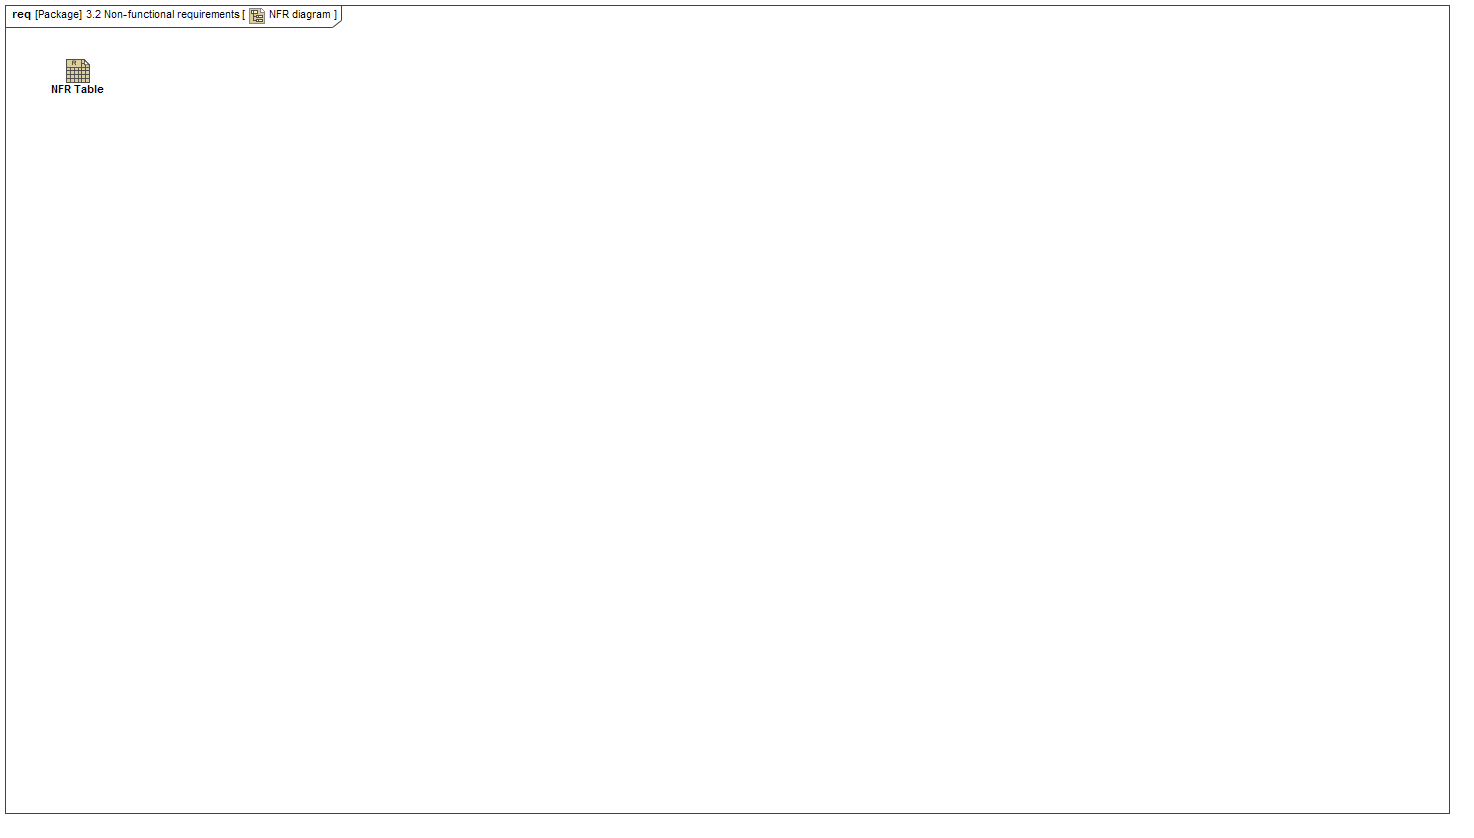 req [Package] 3.2 Non-functional requirements [ NFR diagram ]
R
NFR Table